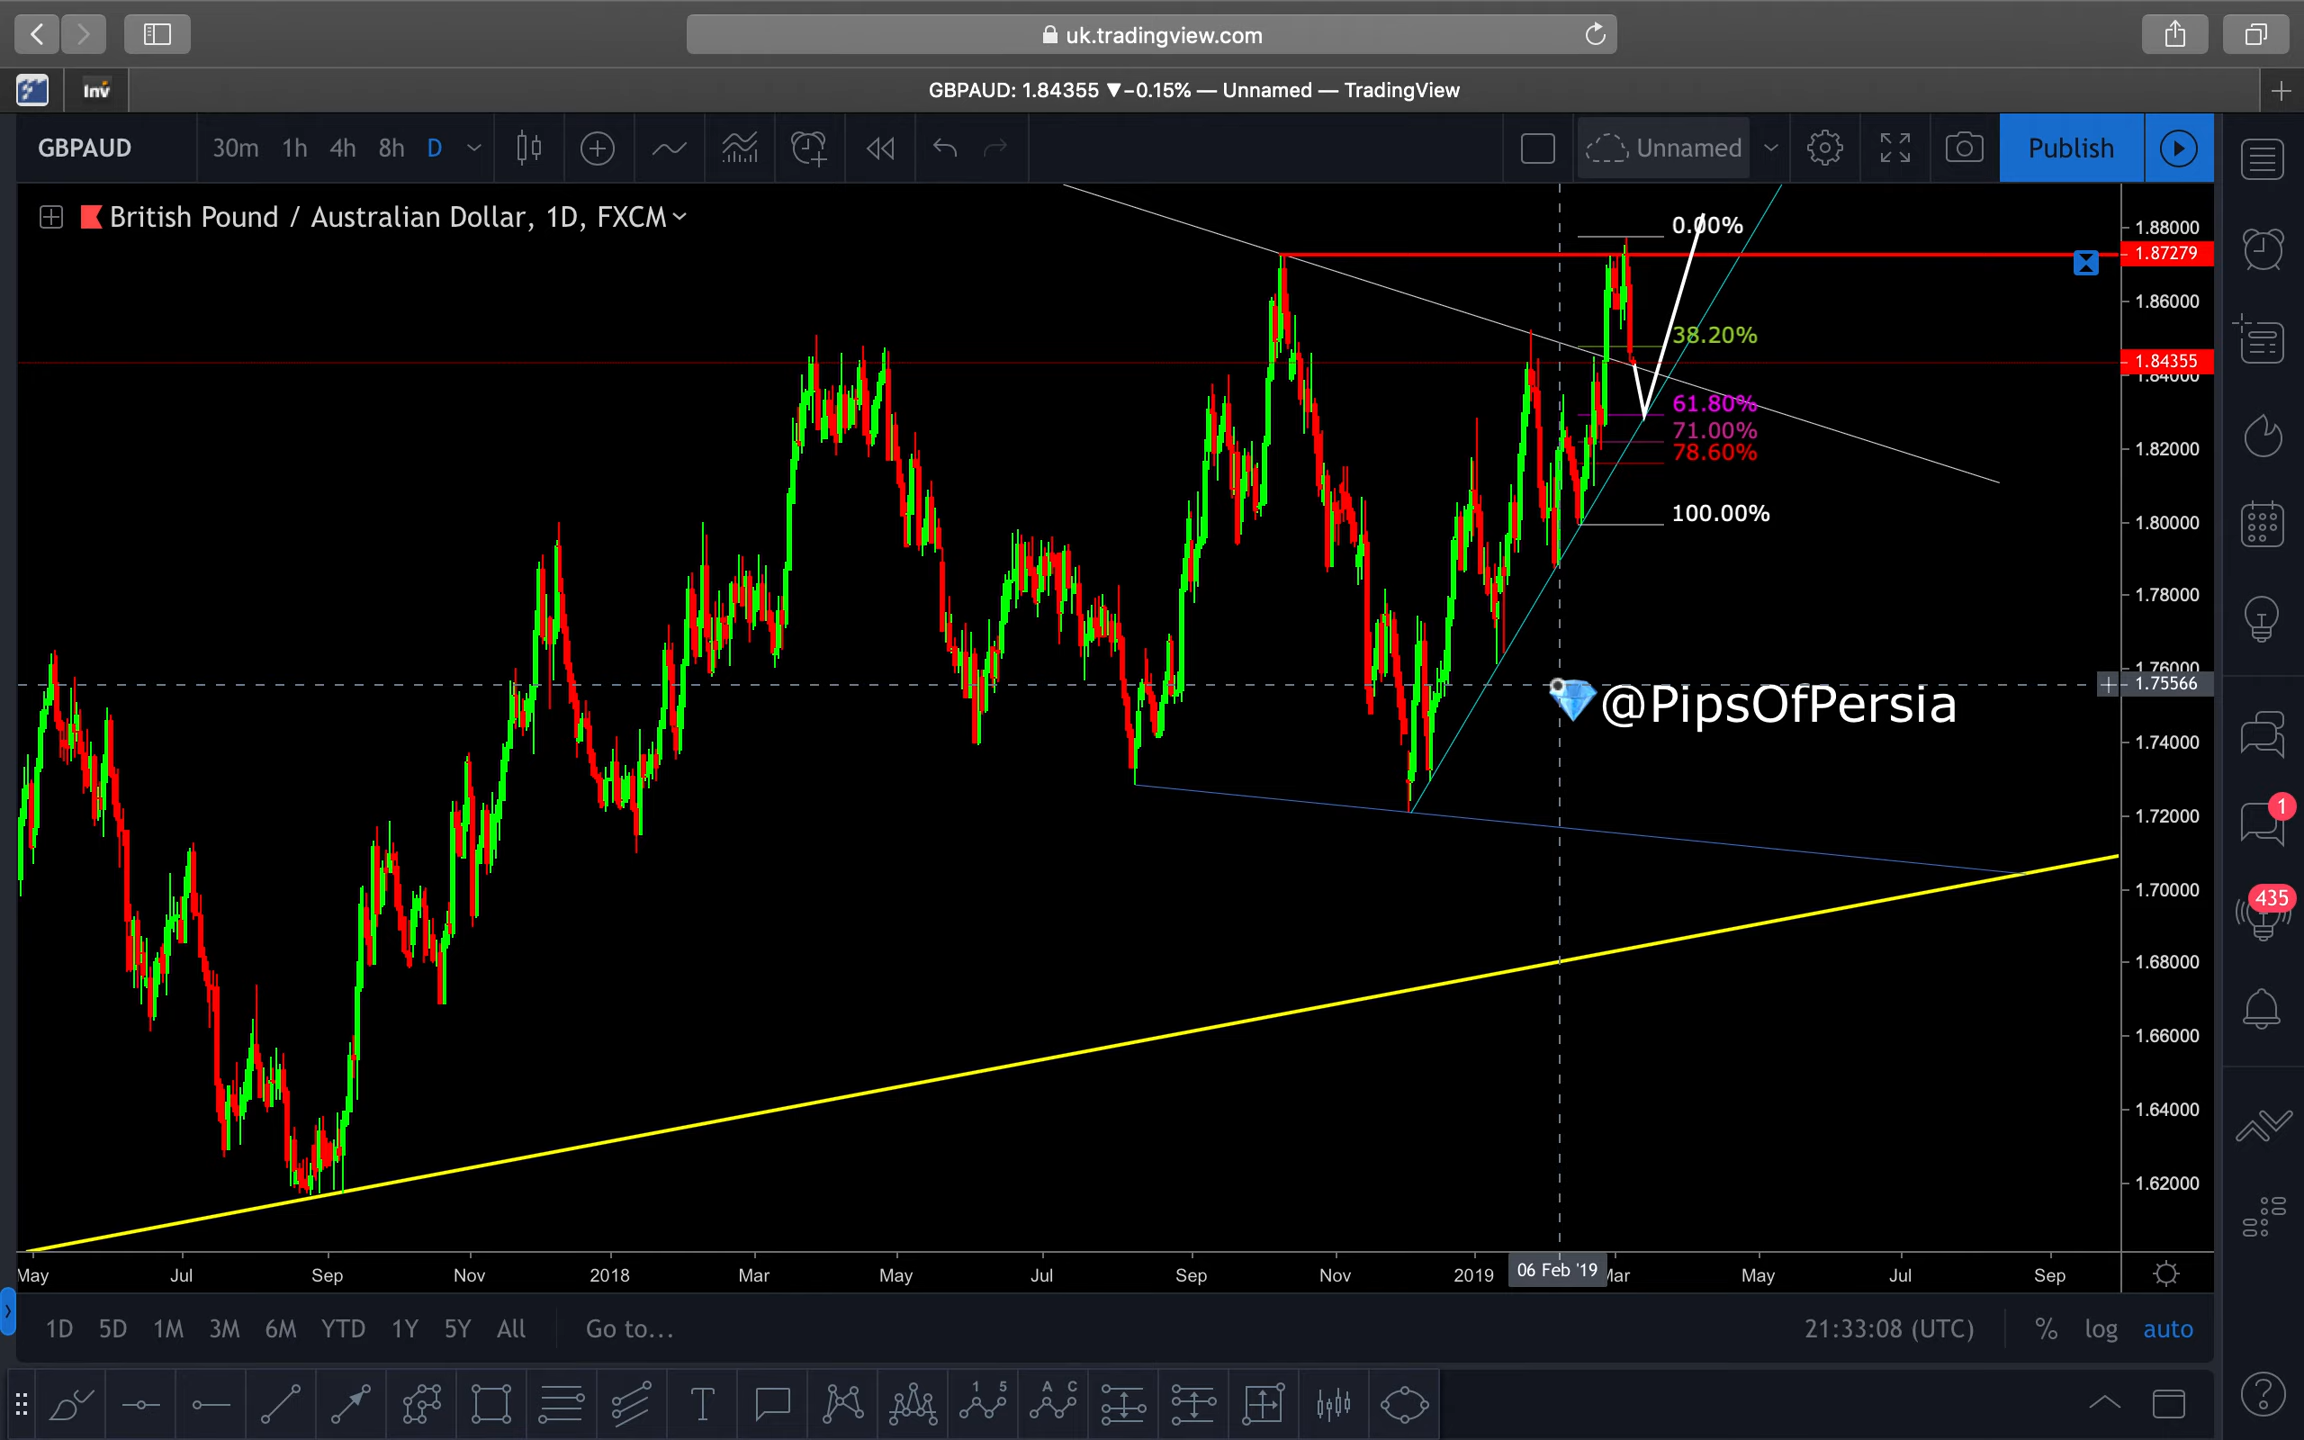 uk.tradingview.com
Inv
GBPAUD: 1.84355 ▼−0.15% — Unnamed — TradingView
GBPAUD 30m 1h 4h 8h D Unnamed Publish
British Pound / Australian Dollar, 1D, FXCM
0.00%
38.20%
61.80%
71.00%
78.60%
100.00%
@PipsOfPersia
1.88000
1.87279
1.86000
1.84355
1.84000
1.82000
1.80000
1.78000
1.76000
1.75566
1.74000
1.72000
1.70000
1.68000
1.66000
1.64000
1.62000
1
435
May Jul Sep Nov 2018 Mar May Jul Sep Nov 2019 06 Feb '19 Mar May Jul Sep
1D 5D 1M 3M 6M YTD 1Y 5Y All Go to... 21:33:08 (UTC) % log auto
T 1 5 A C
?